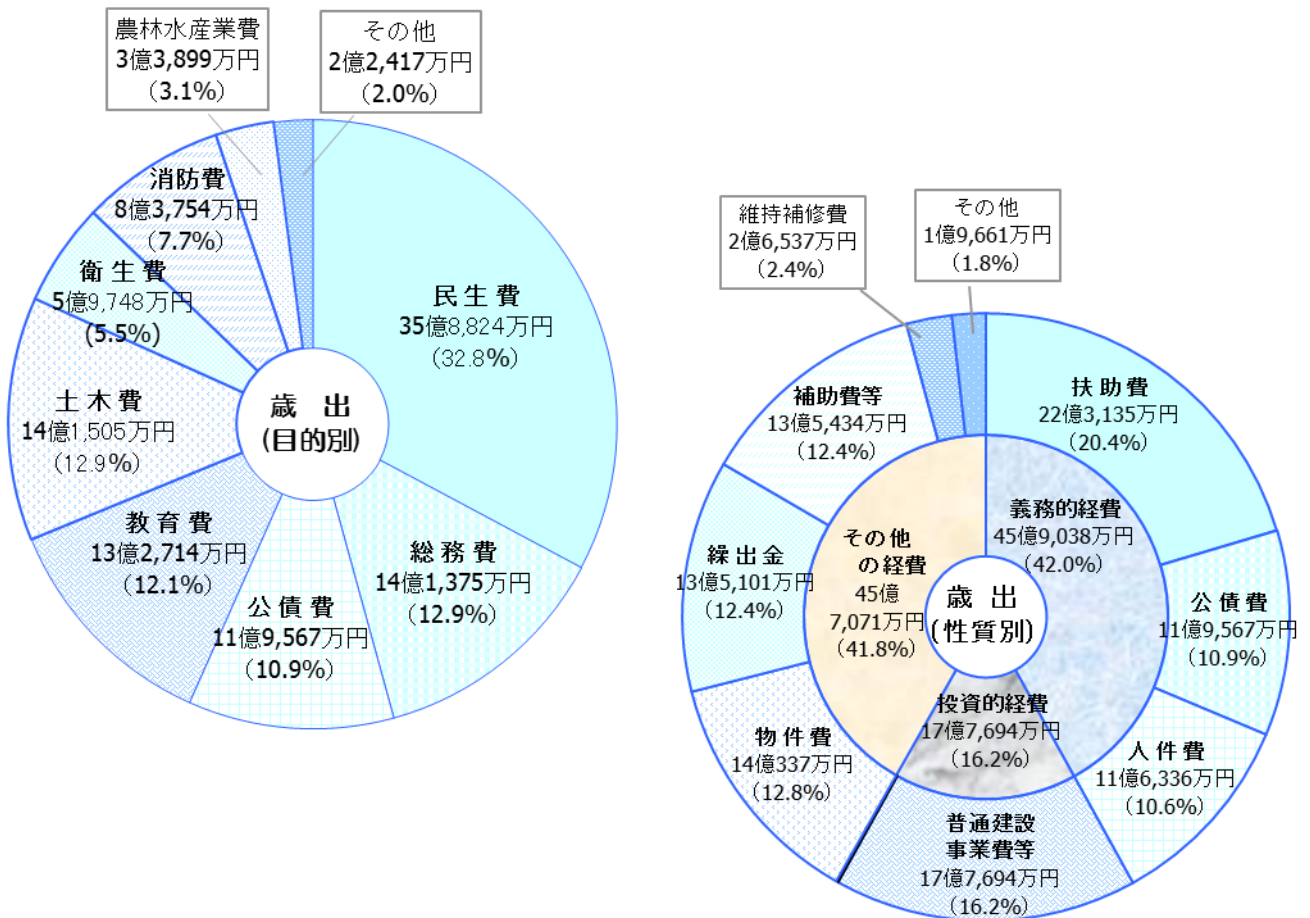 農林水産業費
3億3,899万円
（3.1%）
その他
2億2,417万円
（2.0%）
消防費
8億3,754万円
（7.7%）
衛生費
5億9,748万円
(5.5%)
土木費
14億1,505万円
（12.9%）
教育費
13億2,714万円
（12.1%）
公債費
11億9,567万円
（10.9%）
総務費
14億1,375万円
（12.9%）
民生費
35億8,824万円
（32.8%）
歳出
(目的別)
維持補修費
2億6,537万円
（2.4%）
その他
1億9,661万円
（1.8%）
補助費等
13億5,434万円
（12.4%）
繰出金
13億5,101万円
（12.4%）
物件費
14億337万円
（12.8%）
普通建設
事業費等
17億7,694万円
（16.2%）
人件費
11億6,336万円
（10.6%）
公債費
11億9,567万円
（10.9%）
扶助費
22億3,135万円
（20.4%）
義務的経費
45億9,038万円
（42.0%）
その他
の経費
45億
7,071万円
（41.8%）
投資的経費
17億7,694万円
（16.2%）
歳出
(性質別)